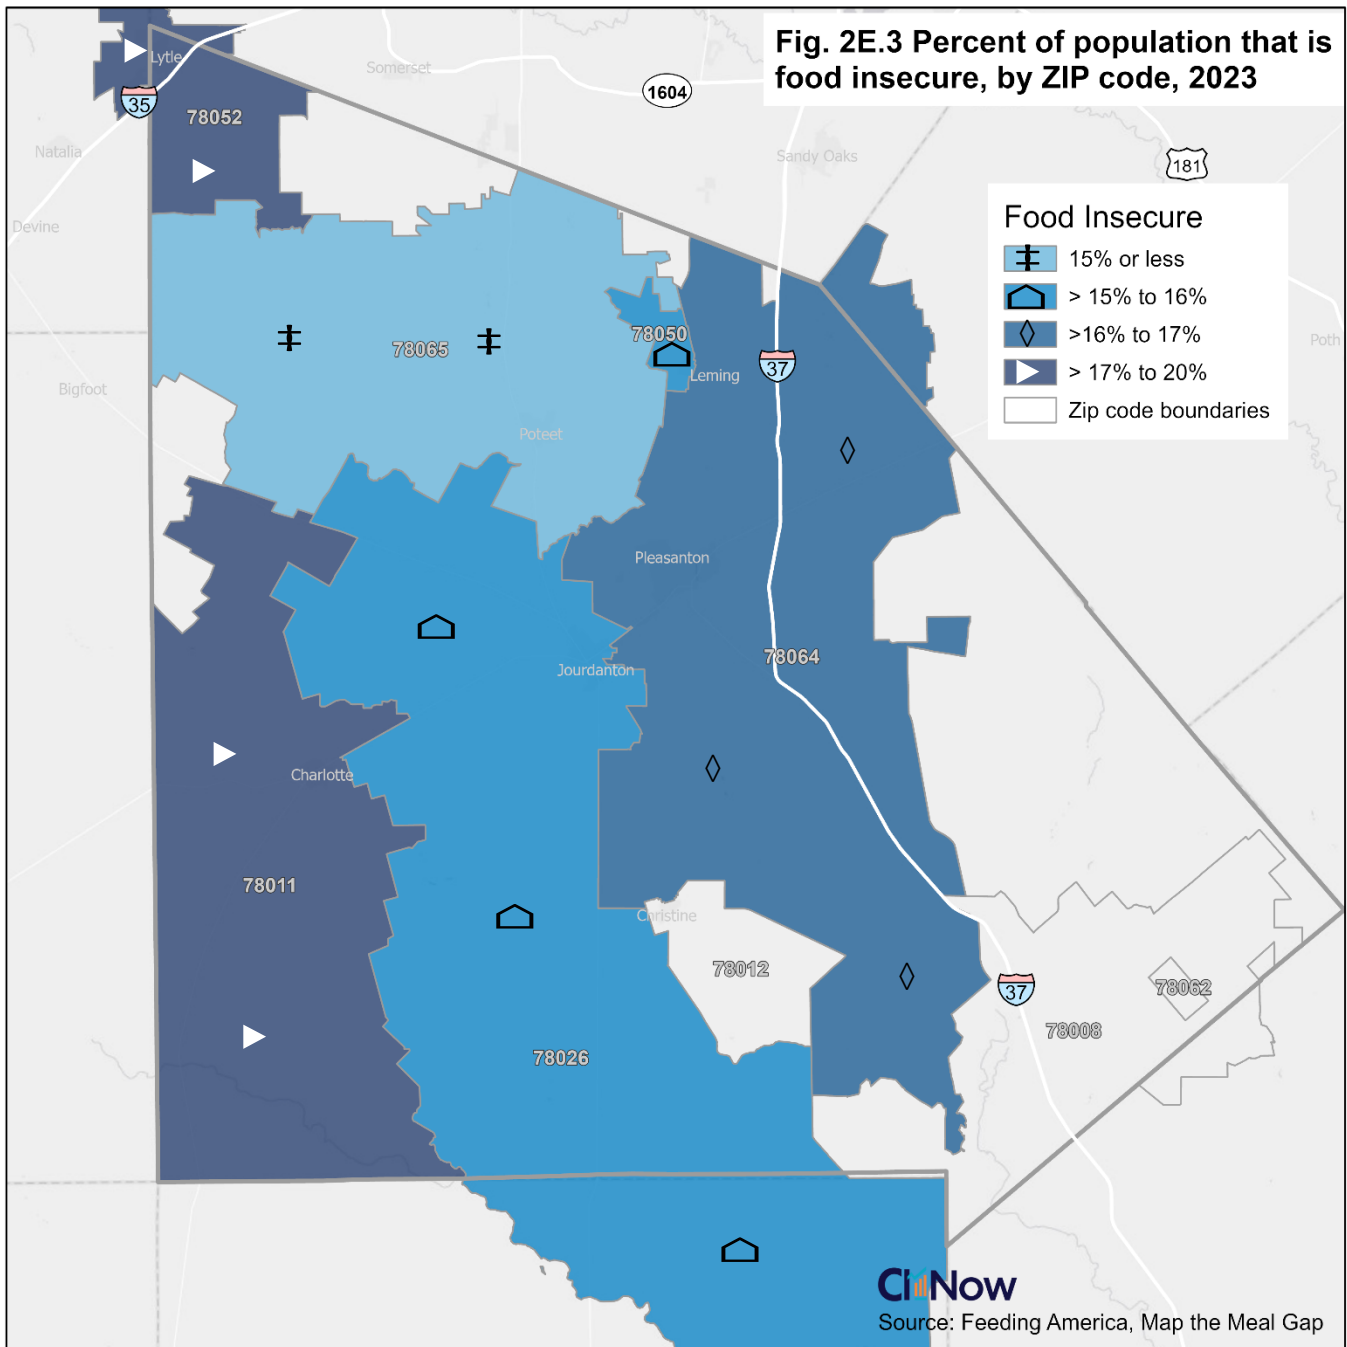 Fig. 2E.3 Percent of population that is
food insecure, by ZIP code, 2023
Lytle
Somerset
1604
35
78052
Natalia
Sandy Oaks
181
Devine
Food Insecure
15% or less
> 15% to 16%
>16% to 17%
> 17% to 20%
Zip code boundaries
78050
78065
Poth
37
Leming
Bigfoot
Poteet
Pleasanton
78064
Jourdanton
Charlotte
78011
Christine
78012
78062
37
78008
78026
CI Now
Source: Feeding America, Map the Meal Gap